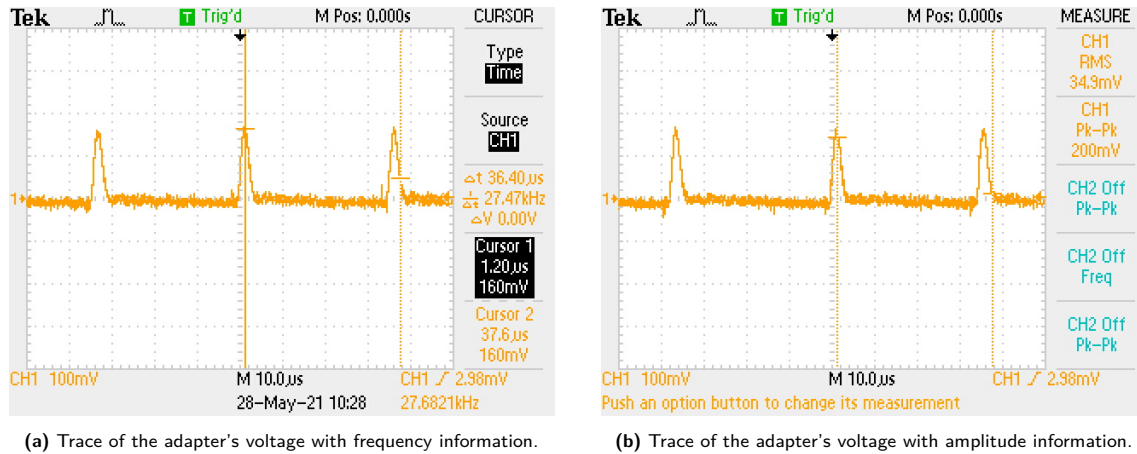 Tek Trig'd M Pos: 0.000s CURSOR
Type
Time
Source
CH1
Δt 36.40µs
1/Δt 27.47kHz
ΔV 0.00V
Cursor 1
1.20µs
160mV
Cursor 2
37.6µs
160mV
1
CH1 100mV M 10.0µs CH1 2.98mV
28-May-21 10:28 27.6821kHz
(a) Trace of the adapter's voltage with frequency information.
Tek Trig'd M Pos: 0.000s MEASURE
CH1
RMS
34.9mV
CH1
Pk-Pk
200mV
CH2 Off
Pk-Pk
CH2 Off
Freq
CH2 Off
Pk-Pk
1
CH1 100mV M 10.0µs CH1 2.98mV
Push an option button to change its measurement
(b) Trace of the adapter's voltage with amplitude information.